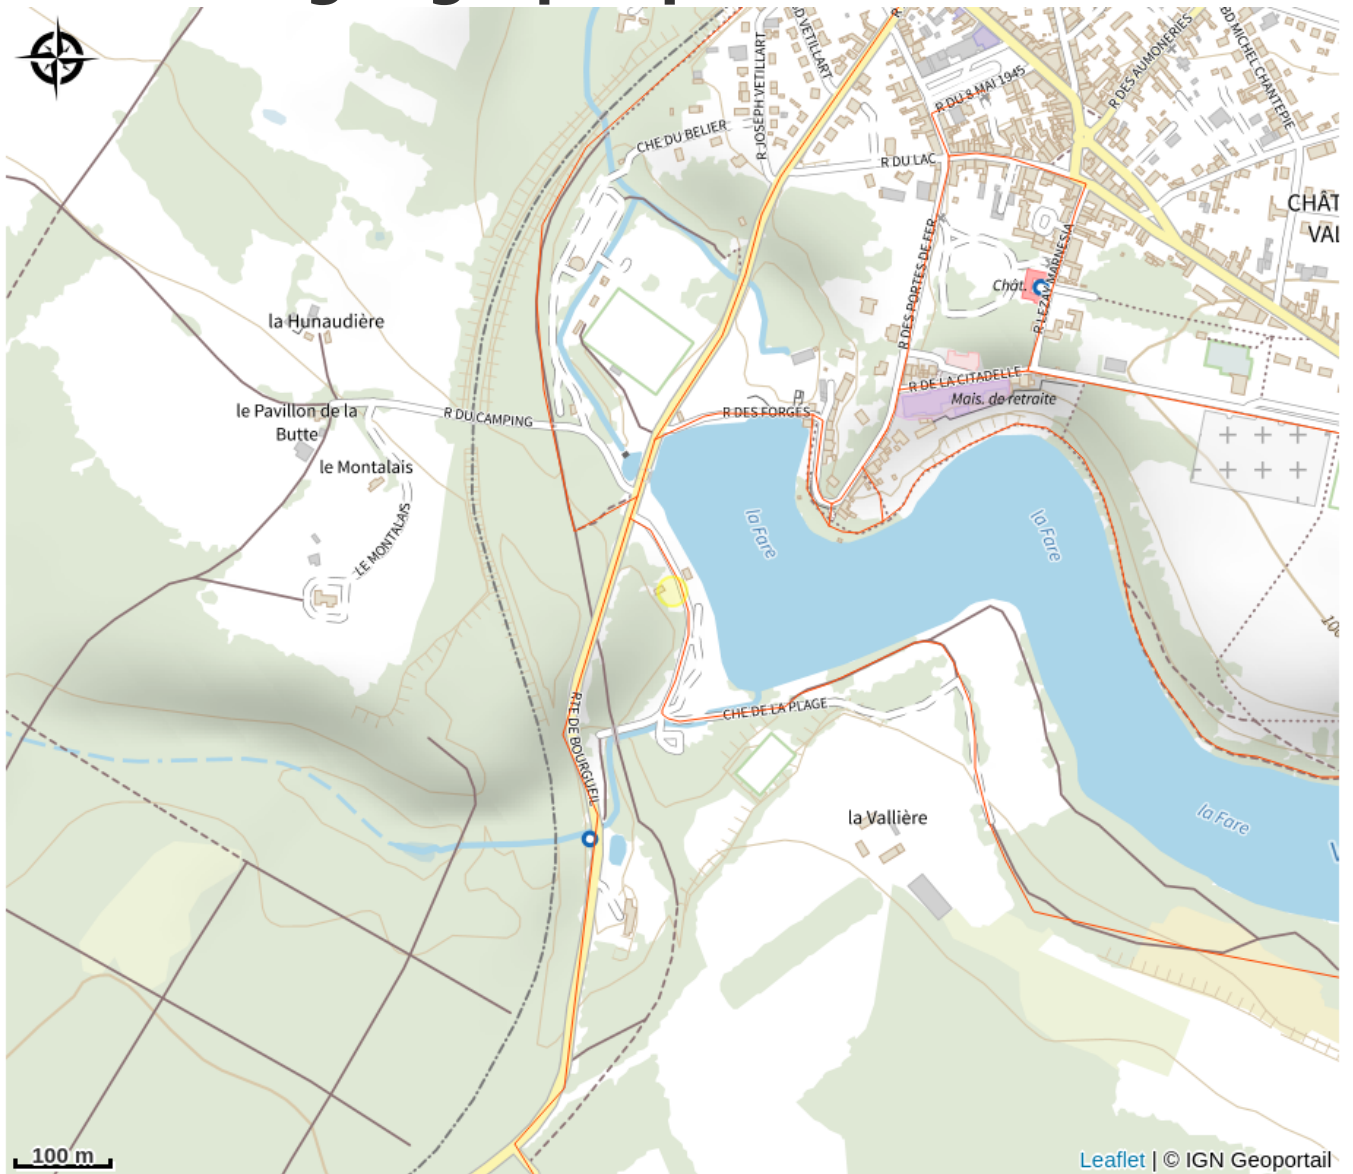 R JOSEPH VETILLART
BD VETILLART
R DES AUMONERIES
BD MICHEL CHANTEPIE
R DU 8 MAI 1945
CHE DU BELIER
R DU LAC
CHÂT
VAL
R DES PORTES DE FER
R LEZAY MARNESIA
Chât.
la Hunaudière
R DE LA CITADELLE
Mais. de retraite
le Pavillon de la
Butte
R DU CAMPING
R DES FORGES
le Montalais
la Fare
la Fare
LE MONTALAIS
RTE DE BOURGUEIL
CHE DE LA PLAGE
la Vallière
la Fare
100 m
Leaflet | © IGN Geoportail